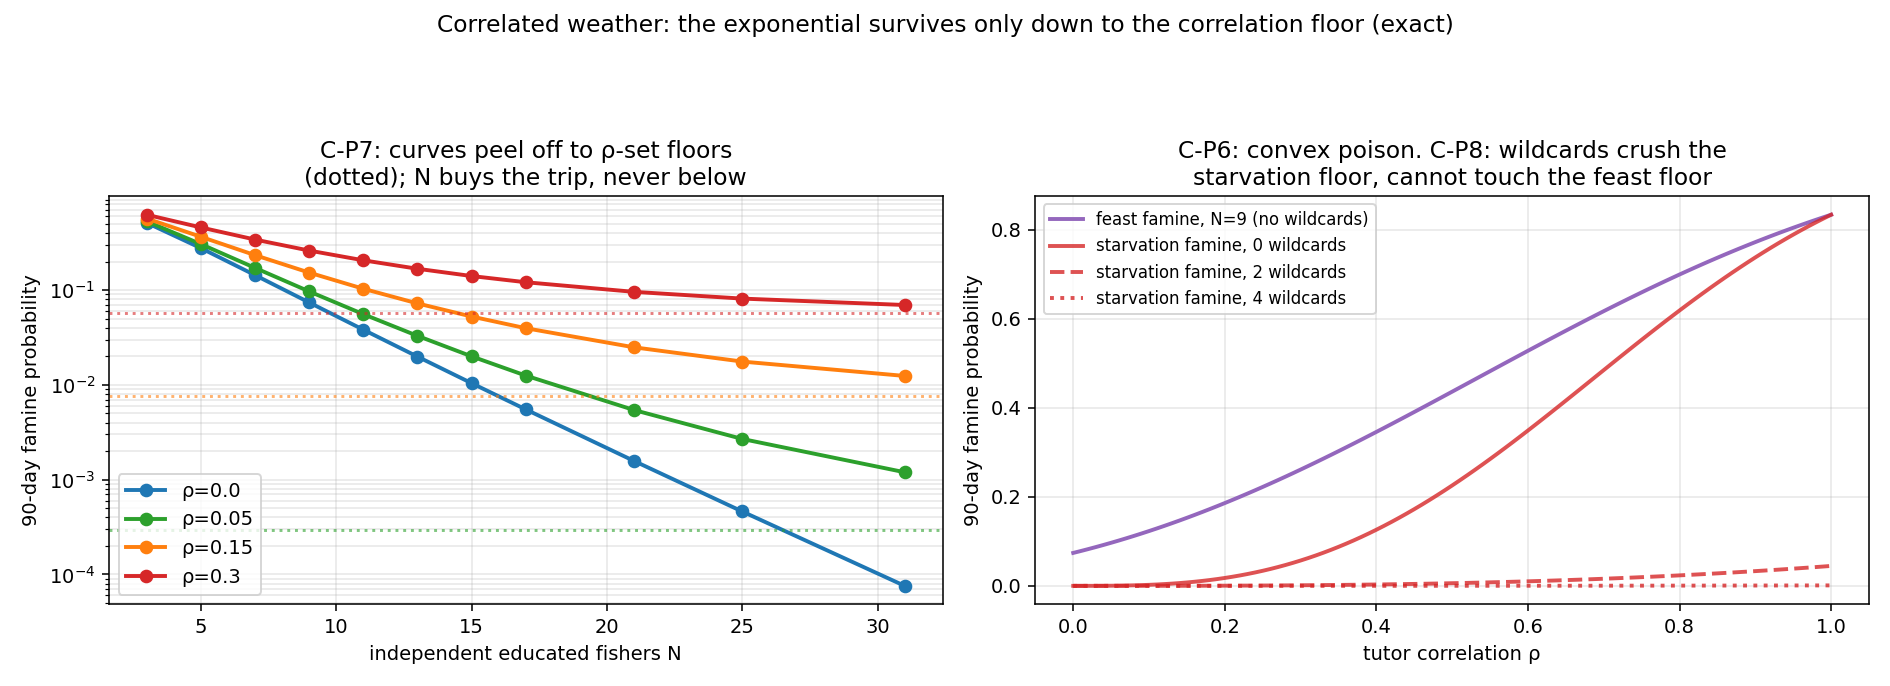 Correlated weather: the exponential survives only down to the correlation floor (exact)
C-P7: curves peel off to ρ-set floors
(dotted); N buys the trip, never below
90-day famine probability
10⁻¹
10⁻²
10⁻³
10⁻⁴
ρ=0.0
ρ=0.05
ρ=0.15
ρ=0.3
5
10
15
20
25
30
independent educated fishers N
C-P6: convex poison. C-P8: wildcards crush the
starvation floor, cannot touch the feast floor
90-day famine probability
0.8
0.6
0.4
0.2
0.0
feast famine, N=9 (no wildcards)
starvation famine, 0 wildcards
starvation famine, 2 wildcards
starvation famine, 4 wildcards
0.0
0.2
0.4
0.6
0.8
1.0
tutor correlation ρ